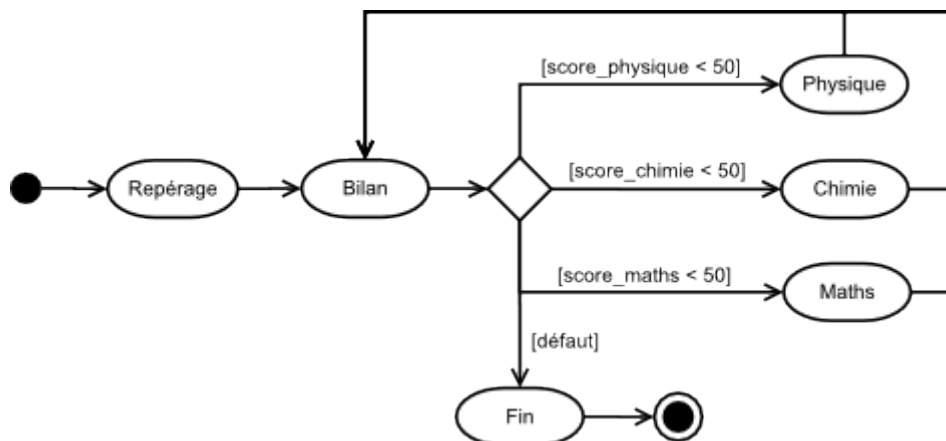 [score_physique < 50]
Physique
Repérage
Bilan
[score_chimie < 50]
Chimie
[score_maths < 50]
Maths
[défaut]
Fin